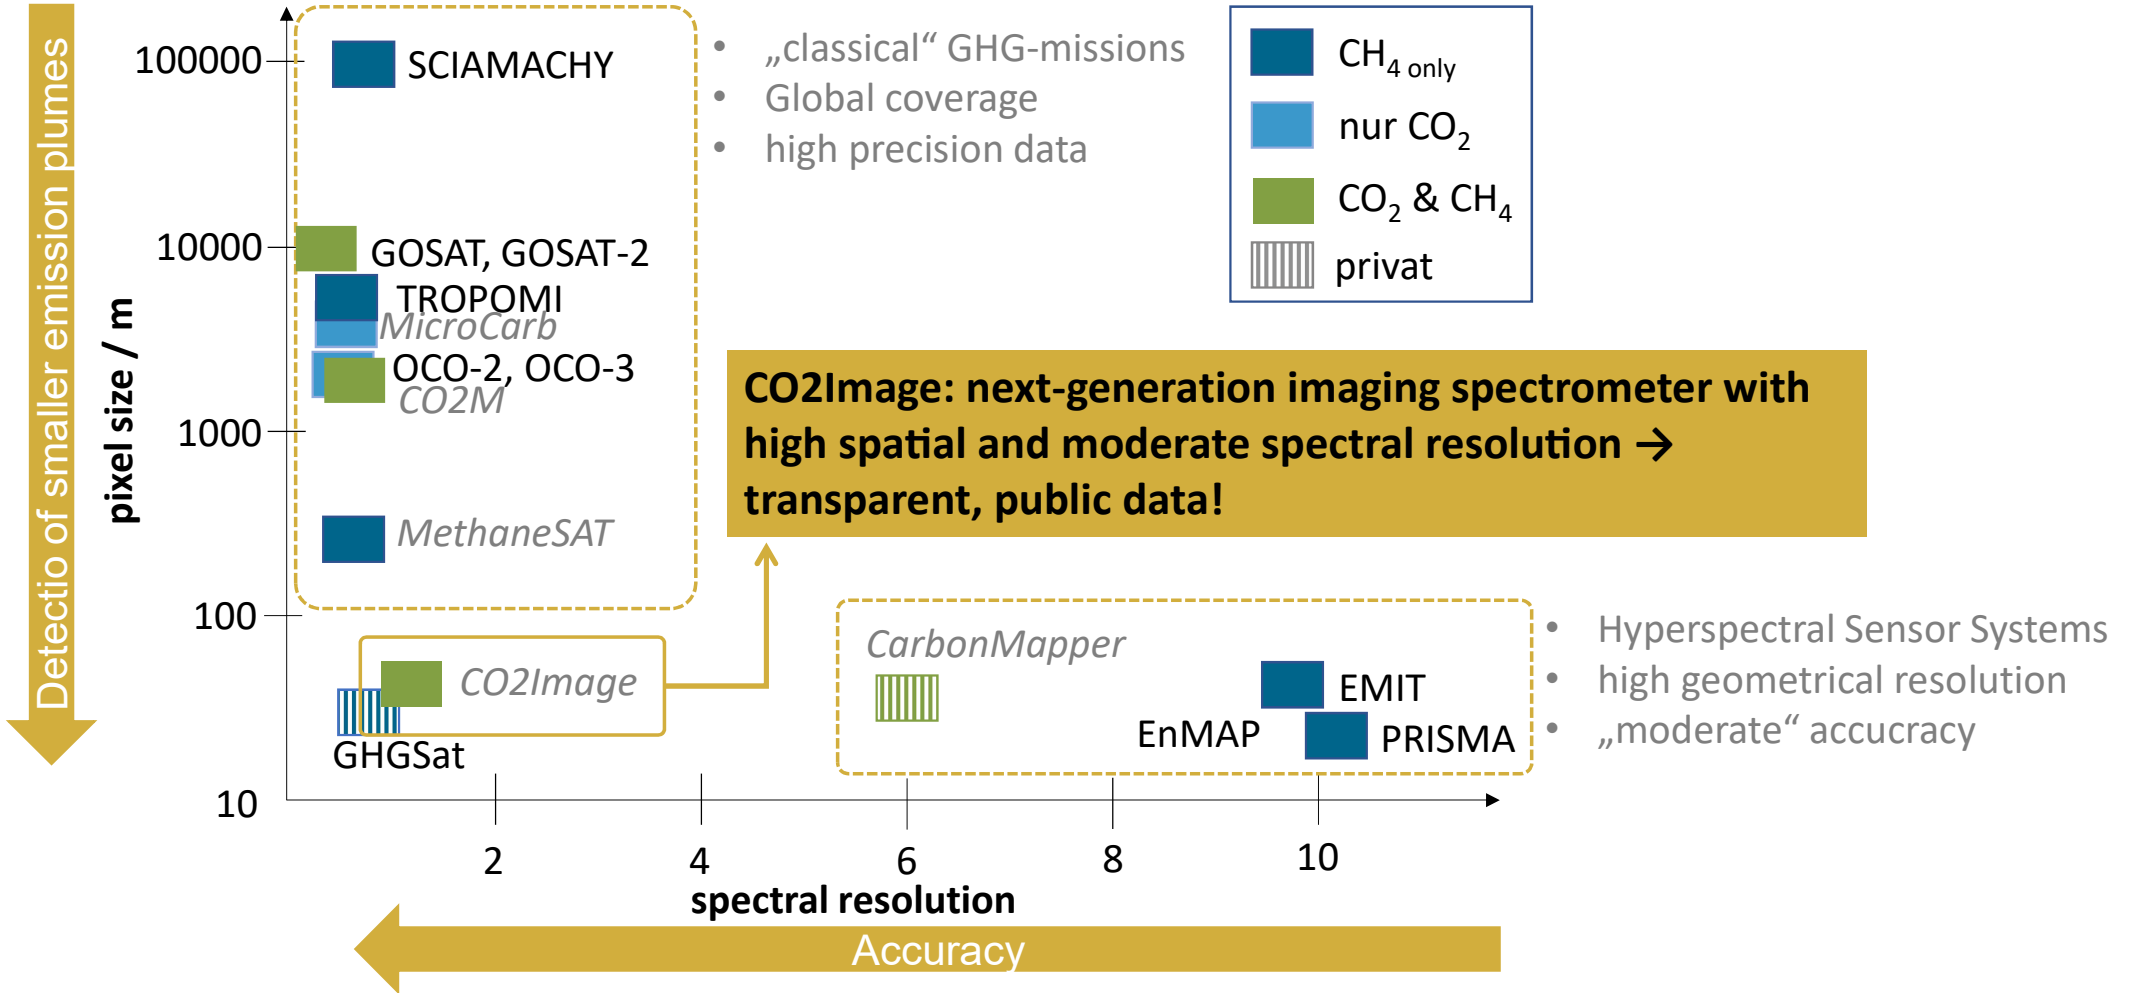 Detectio of smaller emission plumes
pixel size / m
100000
10000
1000
100
10
SCIAMACHY
GOSAT, GOSAT-2
TROPOMI
MicroCarb
OCO-2, OCO-3
CO2M
MethaneSAT
• „classical“ GHG-missions
• Global coverage
• high precision data
CH4 only
nur CO2
CO2 & CH4
privat
CO2Image: next-generation imaging spectrometer with
high spatial and moderate spectral resolution →
transparent, public data!
CO2Image
GHGSat
CarbonMapper
EMIT
EnMAP
PRISMA
• Hyperspectral Sensor Systems
• high geometrical resolution
• „moderate“ accucracy
2
4
6
8
10
spectral resolution
Accuracy